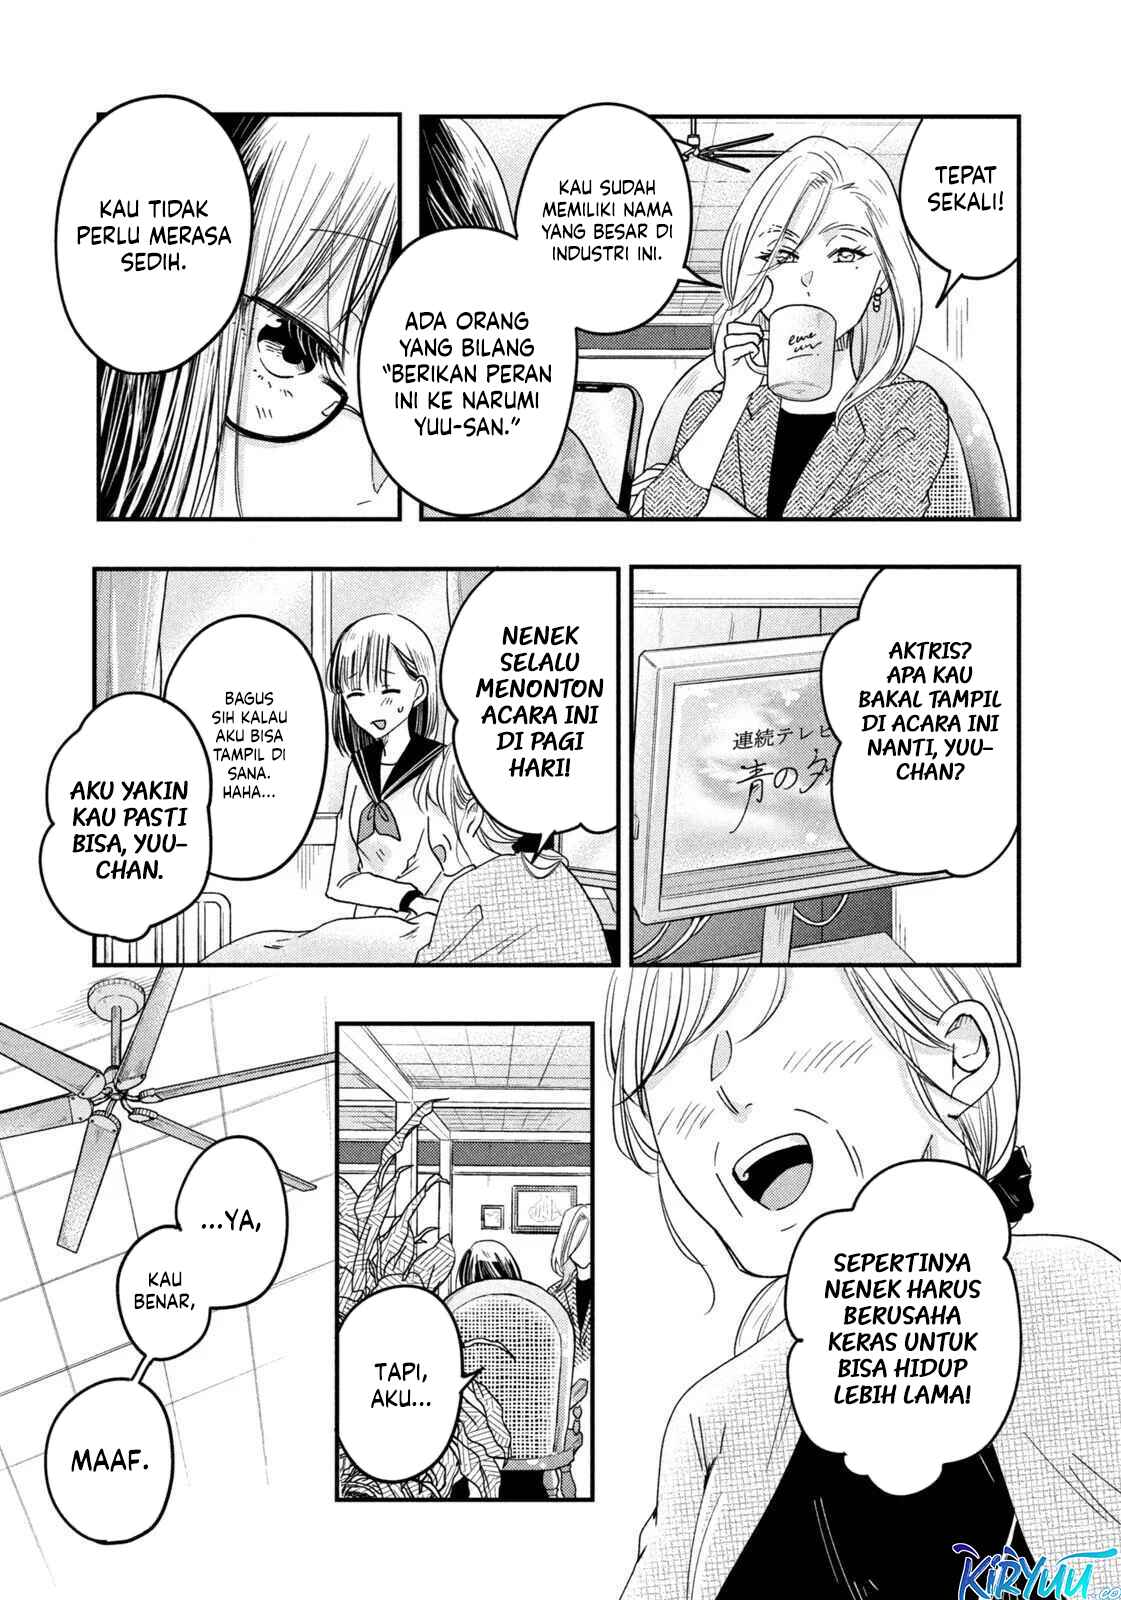 TEPAT
SEKALI!
KAU SUDAH
MEMILIKI NAMA
YANG BESAR DI
INDUSTRI INI.
ADA ORANG
YANG BILANG
“BERIKAN PERAN
INI KE NARUMI
YUU-SAN.”
KAU TIDAK
PERLU MERASA
SEDIH.
AKTRIS?
APA KAU
BAKAL TAMPIL
DI ACARA INI
NANTI, YUU-
CHAN?
連続テレビ
青の
NENEK
SELALU
MENONTON
ACARA INI
DI PAGI
HARI!
BAGUS
SIH KALAU
AKU BISA
TAMPIL DI
SANA.
HAHA...
AKU YAKIN
KAU PASTI
BISA, YUU-
CHAN.
SEPERTINYA
NENEK HARUS
BERUSAHA
KERAS UNTUK
BISA HIDUP
LEBIH LAMA!
TAPI,
AKU...
...YA,
KAU
BENAR,
MAAF.
KIRYUU
.co